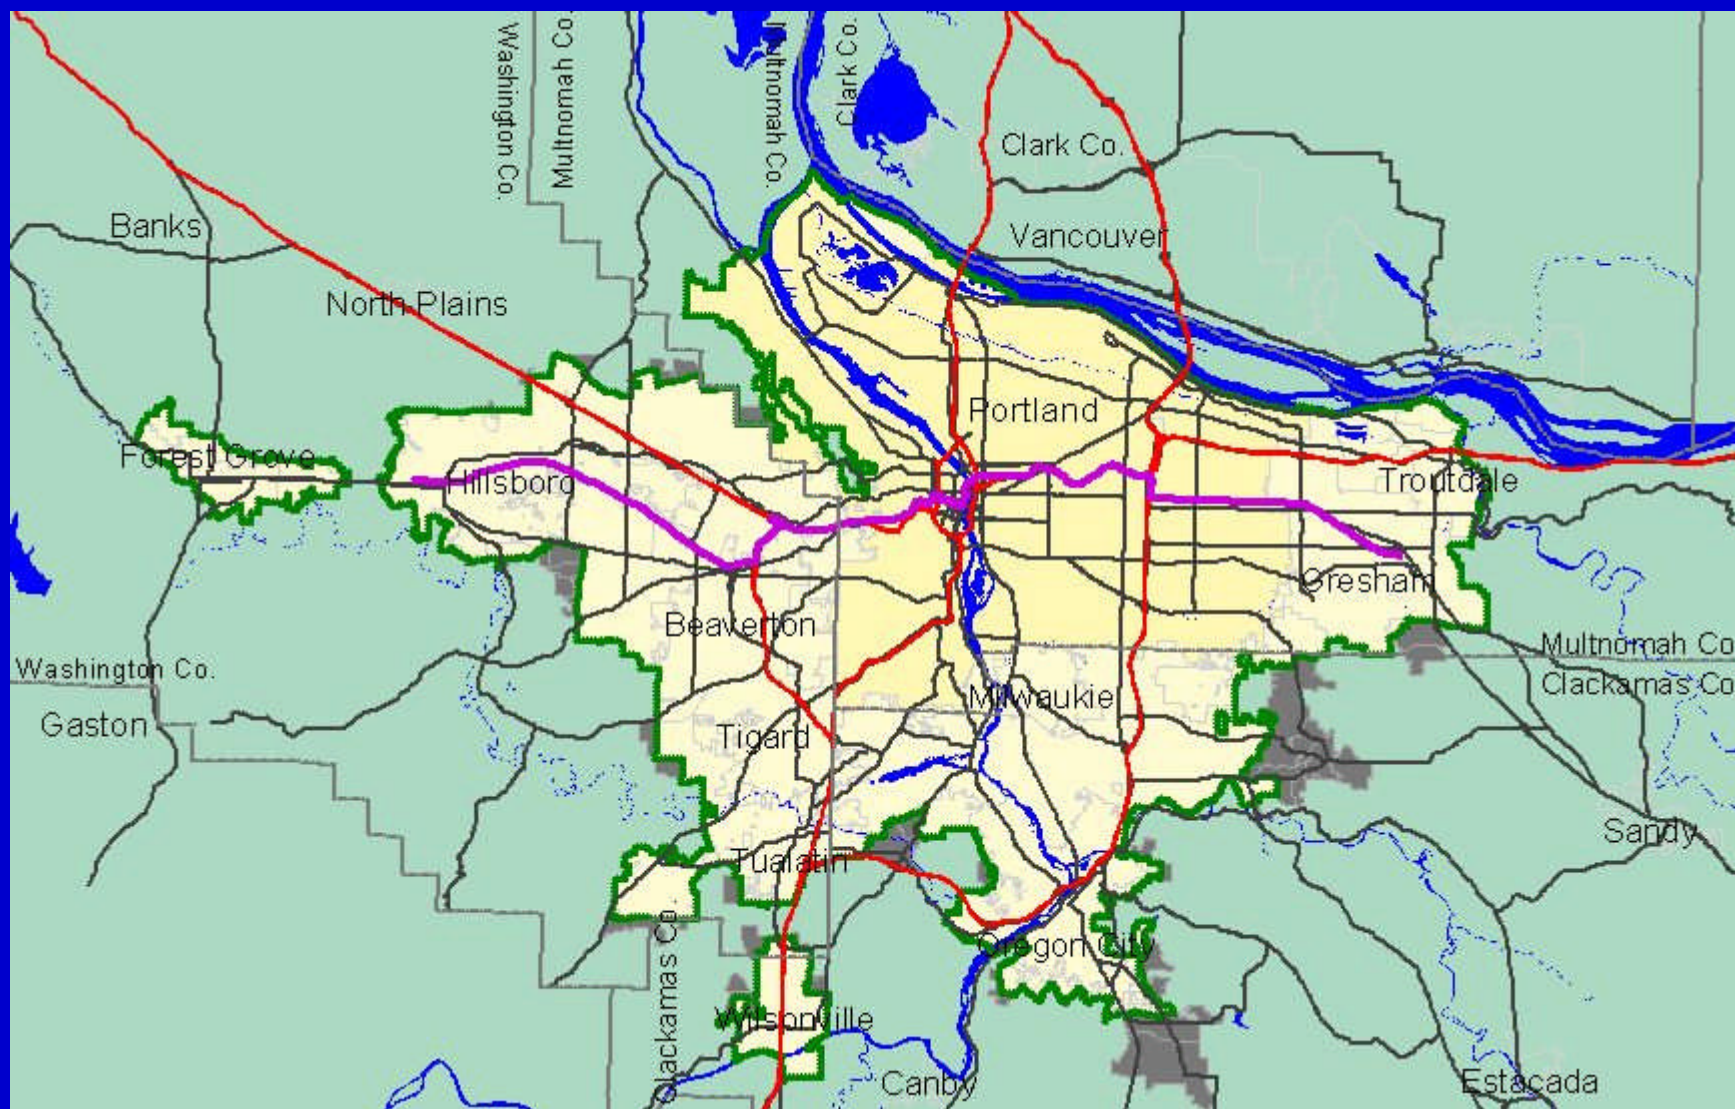 Washington Co.
Multnomah Co.
Multnomah Co.
Clark Co.
Clark Co.
Banks
Vancouver
North Plains
Portland
Forest Grove
Hillsboro
Troutdale
Gresham
Beaverton
Multnomah Co
Washington Co.
Clackamas Co
Milwaukie
Gaston
Tigard
Sandy
Tualatin
Oregon City
Clackamas Co.
Wilsonville
Canby
Estacada